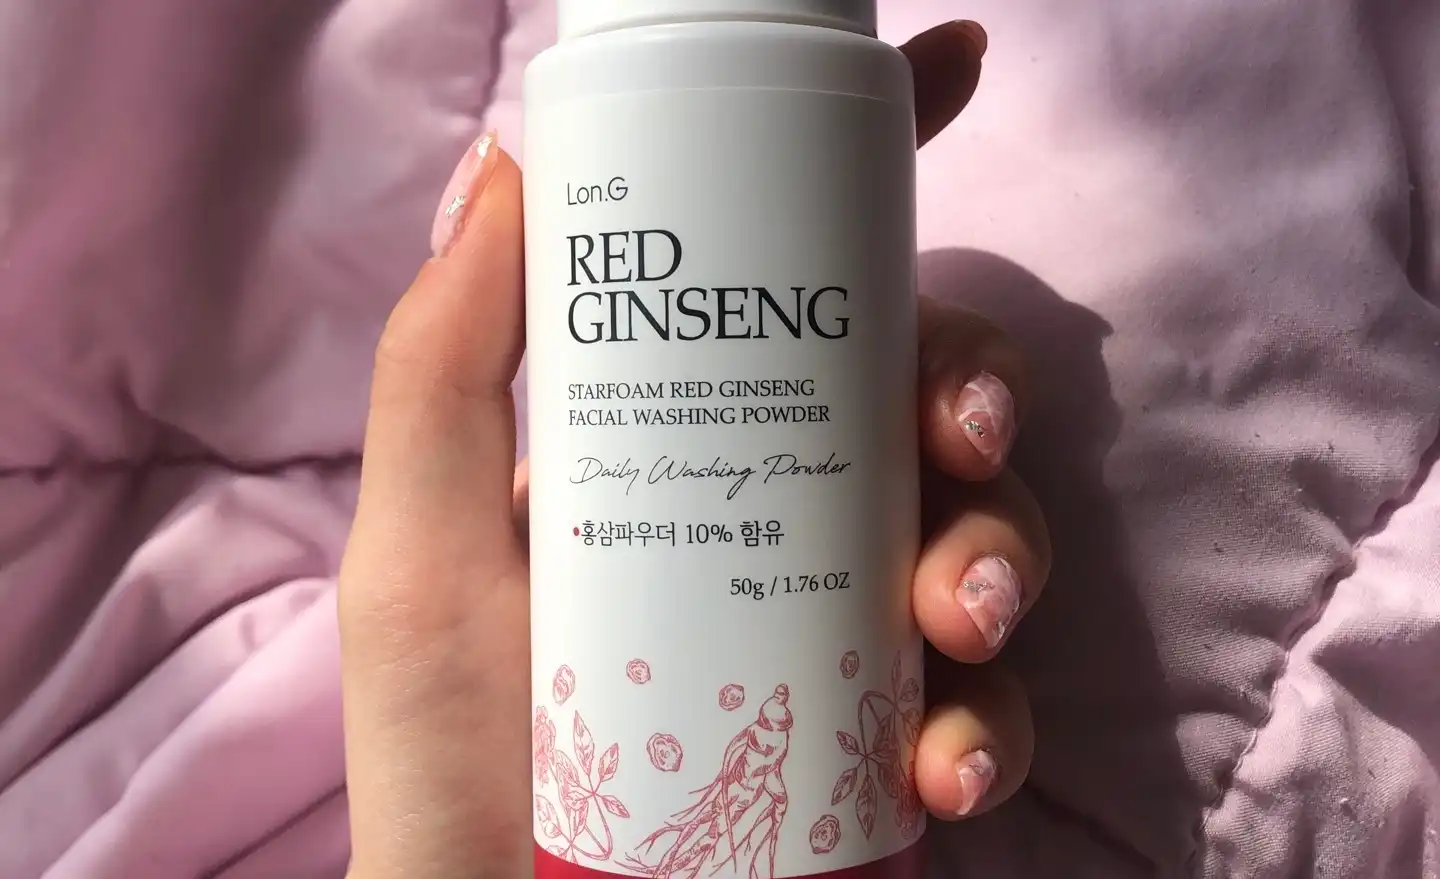 Lon.G
RED
GINSENG
STARFOAM RED GINSENG
FACIAL WASHING POWDER
Daily Washing Powder
•홍삼파우더 10% 함유
50g / 1.76 OZ